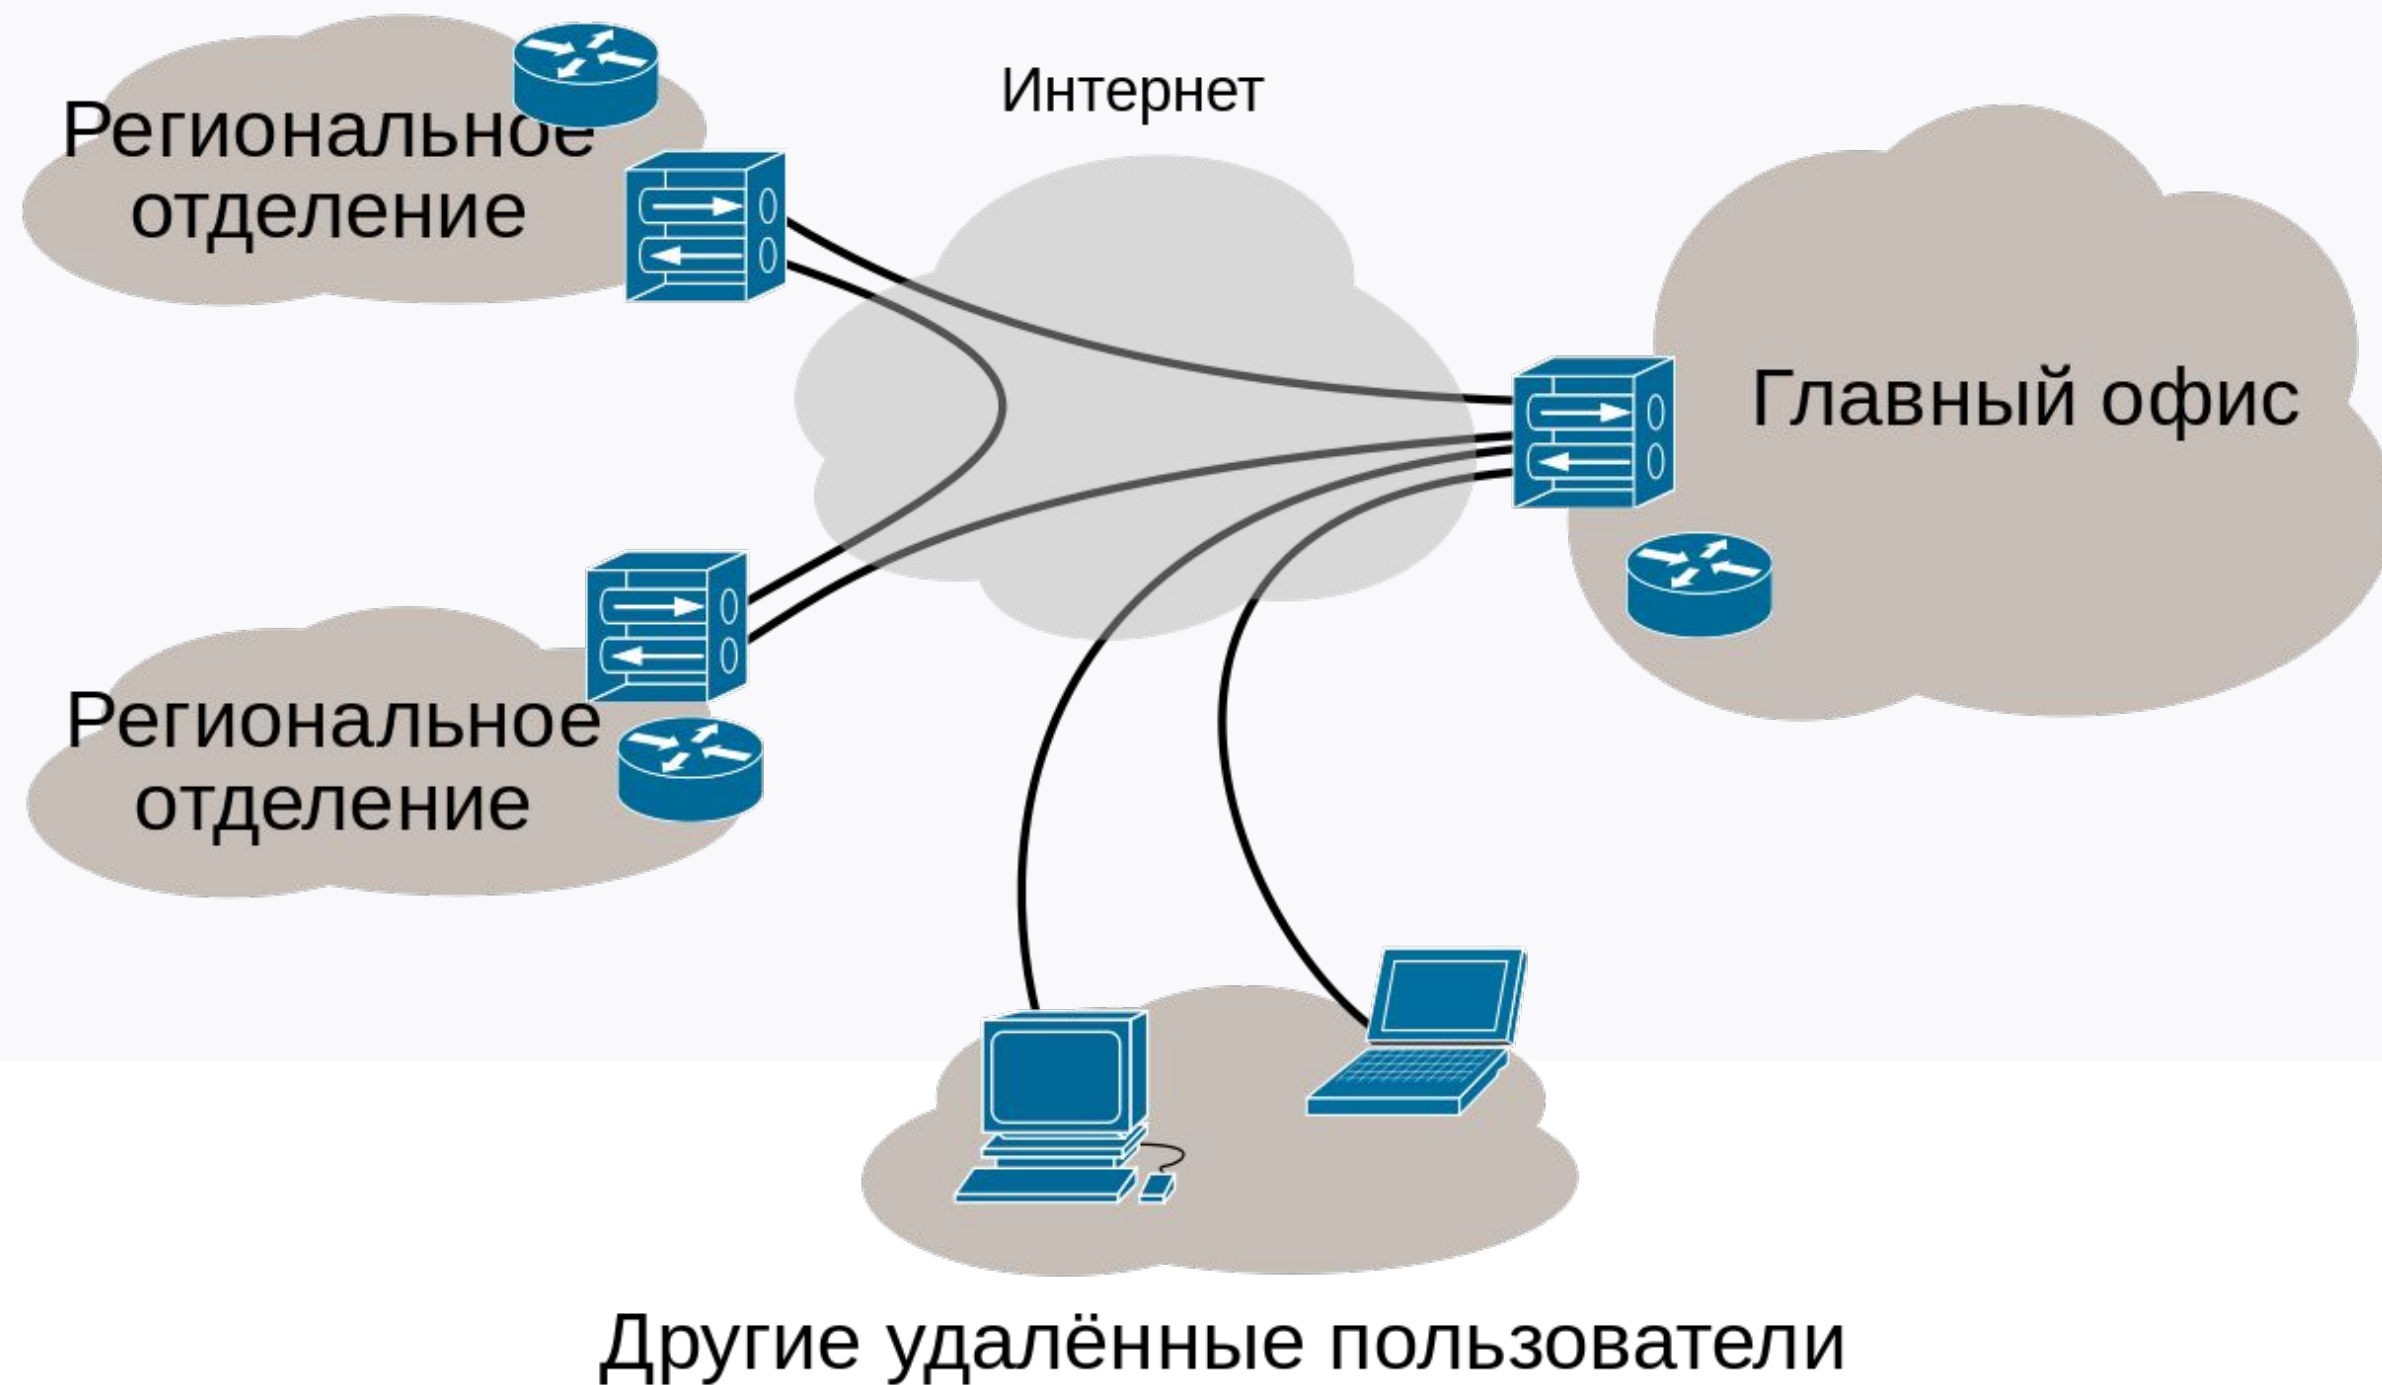 Региональное
отделение
Интернет
Главный офис
Региональное
отделение
Другие удалённые пользователи